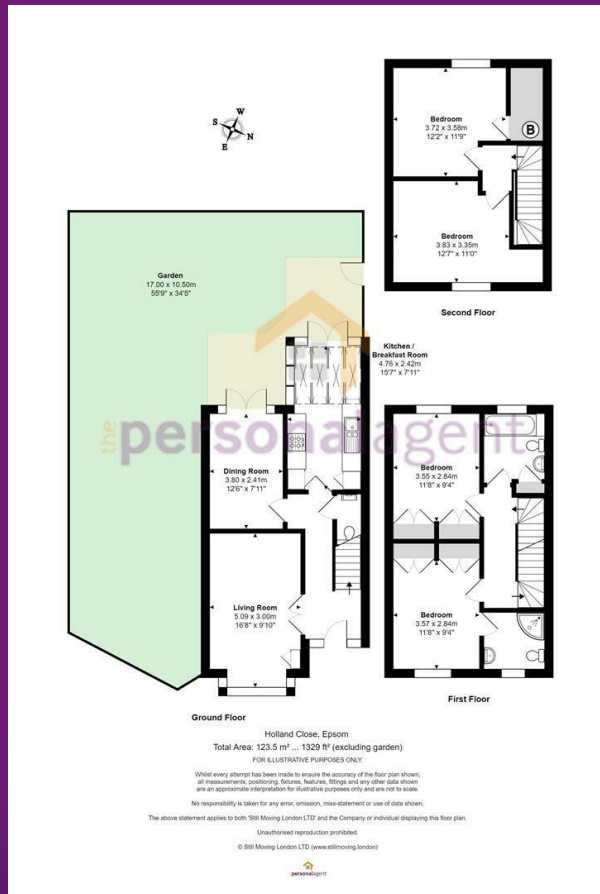 W
S
N
E
Bedroom
3.72 x 3.58m
12'2" x 11'9"
B
Bedroom
3.83 x 3.35m
12'7" x 11'0"
Second Floor
Garden
17.00 x 10.50m
55'9" x 34'5"
Kitchen /
Breakfast Room
4.76 x 2.42m
15'7" x 7'11"
the personalagent
Dining Room
3.80 x 2.41m
12'6" x 7'11"
Living Room
5.09 x 3.00m
16'8" x 9'10"
Ground Floor
Bedroom
3.55 x 2.84m
11'8" x 9'4"
Bedroom
3.57 x 2.84m
11'8" x 9'4"
First Floor
Holland Close, Epsom
Total Area: 123.5 m² ... 1329 ft² (excluding garden)
FOR ILLUSTRATIVE PURPOSES ONLY.
Whilst every attempt has been made to ensure the accuracy of the floor plan shown,
all measurements, positioning, fixtures, features, fittings and any other data shown
are an approximate interpretation for illustrative purposes only and are not to scale.
No responsibility is taken for any error, omission, miss-statement or use of data shown.
The above statement applies to both 'Still Moving London LTD' and the Company or individual displaying this floor plan.
Unauthorised reproduction prohibited.
© Still Moving London LTD (www.stillmoving.london)
personalagent